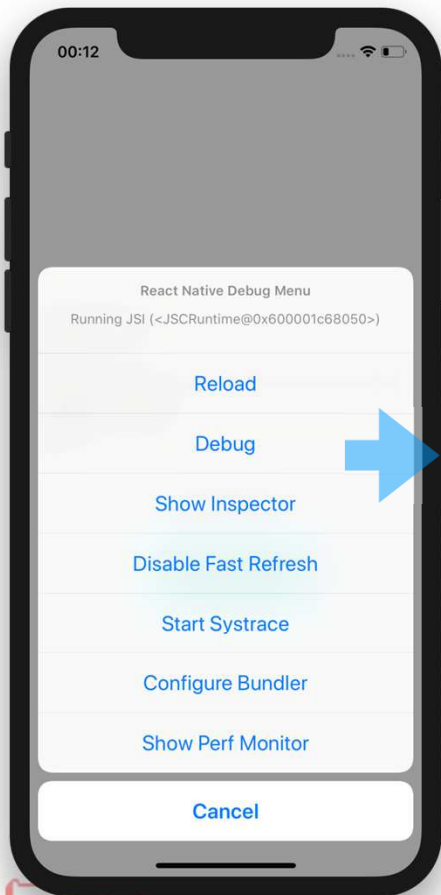 00:12
React Native Debug Menu
Running JSI (<JSCRuntime@0x600001c68050>)
Reload
Debug
Show Inspector
Disable Fast Refresh
Start Systrace
Configure Bundler
Show Perf Monitor
Cancel